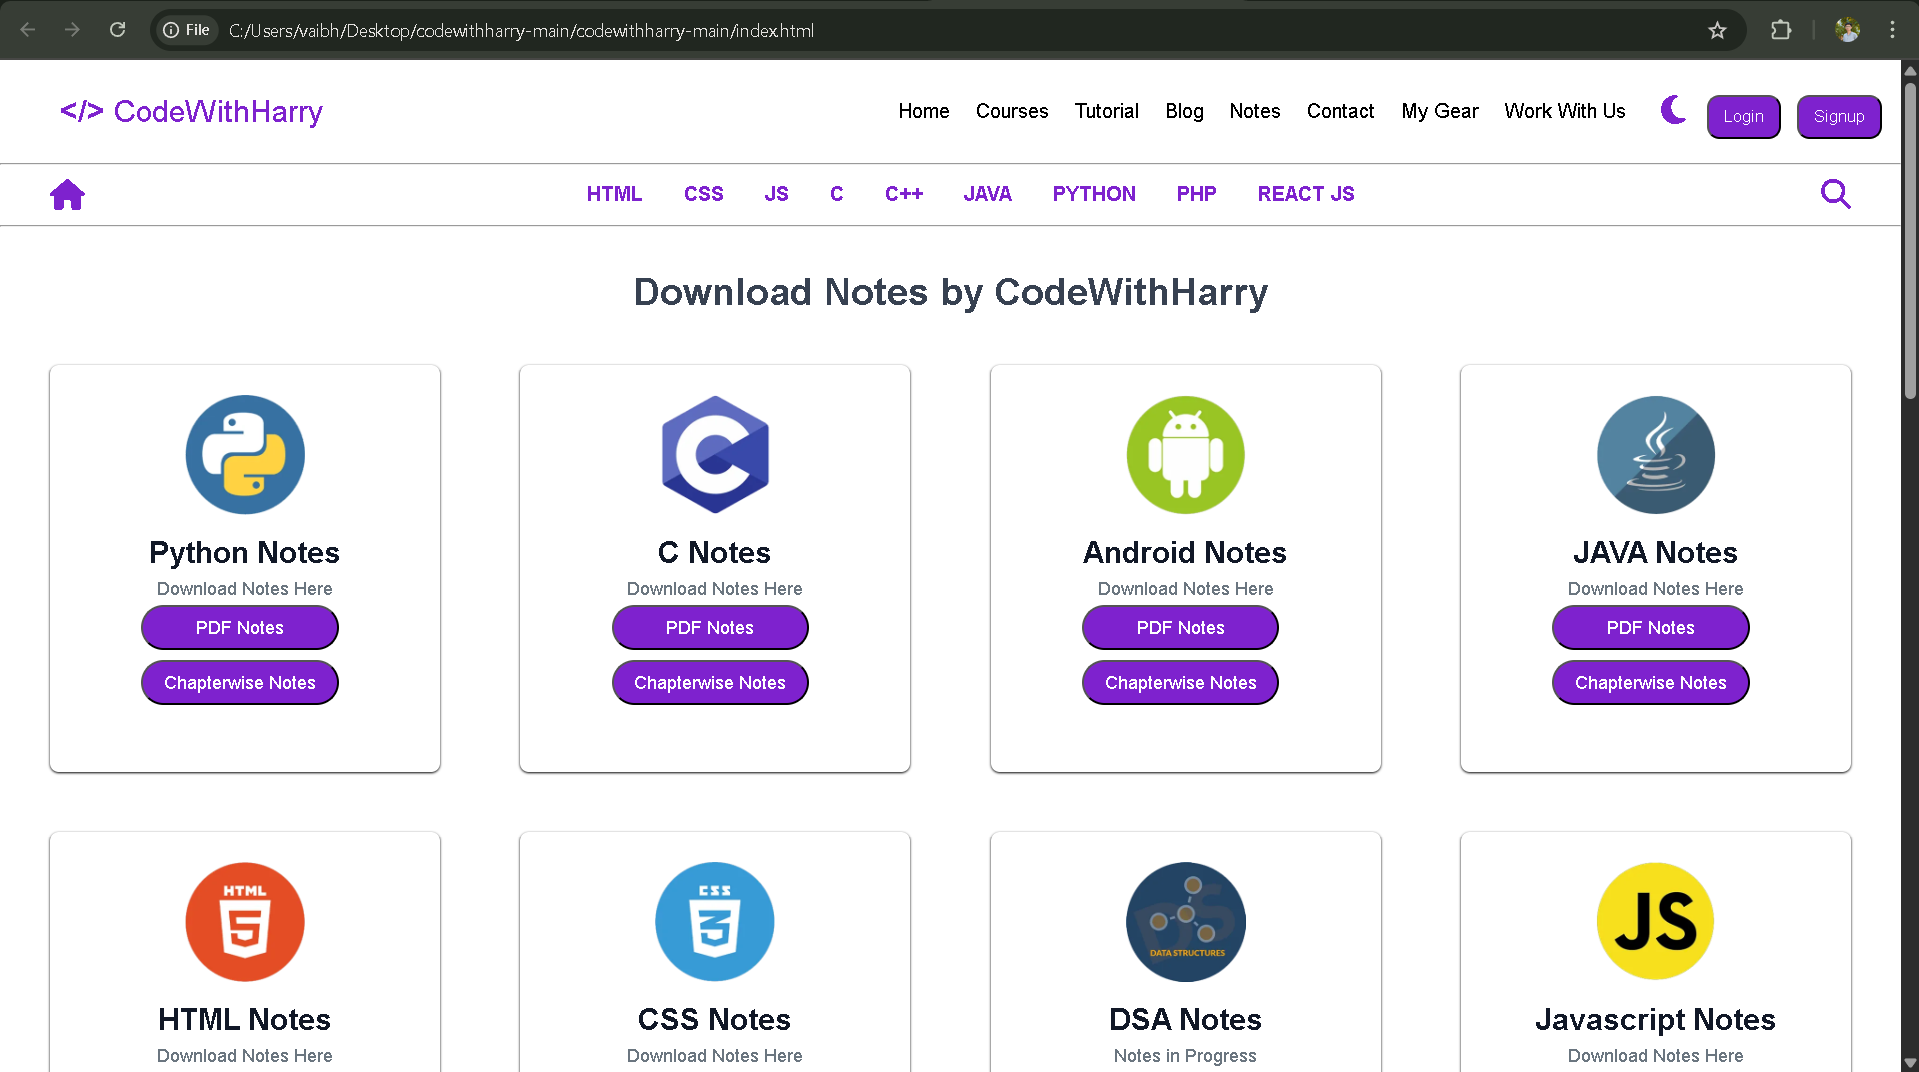 File C:/Users/vaibh/Desktop/codewithharry-main/codewithharry-main/index.html
</> CodeWithHarry Home Courses Tutorial Blog Notes Contact My Gear Work With Us Login Signup
HTML CSS JS C C++ JAVA PYTHON PHP REACT JS
Download Notes by CodeWithHarry
Python Notes
Download Notes Here
PDF Notes
Chapterwise Notes
C Notes
Download Notes Here
PDF Notes
Chapterwise Notes
Android Notes
Download Notes Here
PDF Notes
Chapterwise Notes
JAVA Notes
Download Notes Here
PDF Notes
Chapterwise Notes
HTML
5
HTML Notes
Download Notes Here
CSS
3
CSS Notes
Download Notes Here
DATA STRUCTURES
DSA Notes
Notes in Progress
JS
Javascript Notes
Download Notes Here